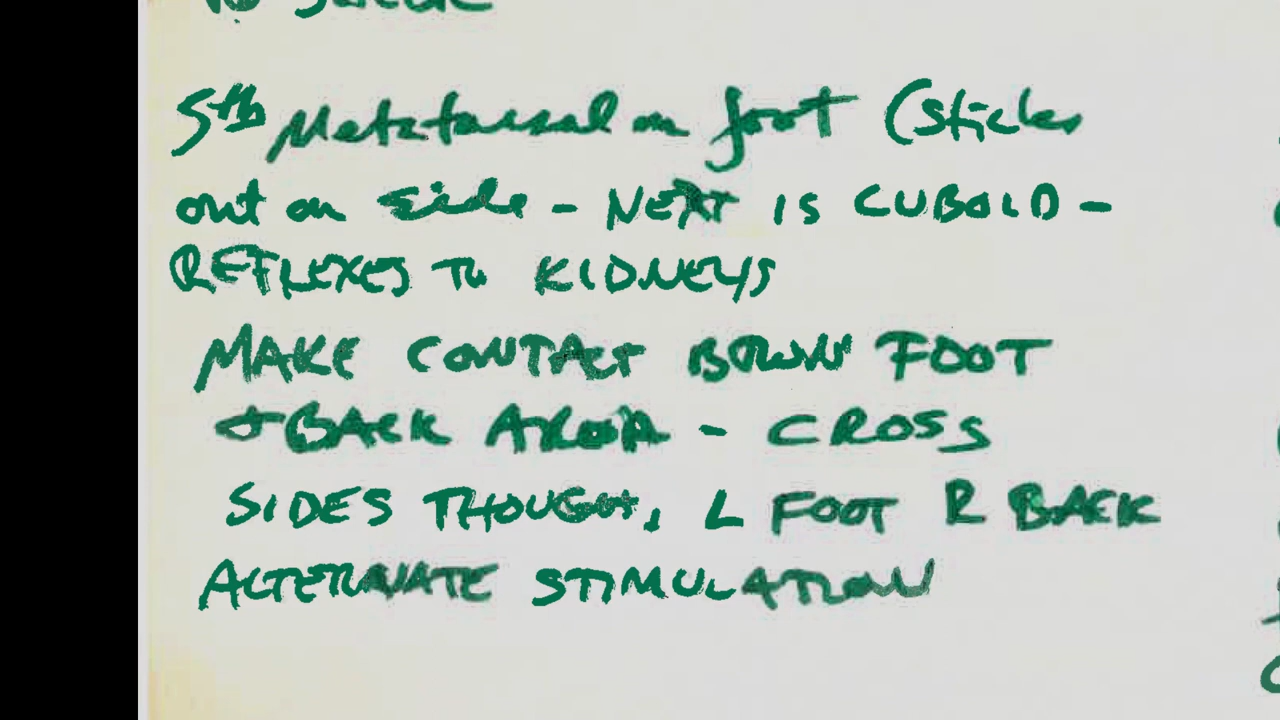 5th Metatarsal on foot (sticks
out on side - NEXT IS CUBOID -
REFLEXES TO KIDNEYS
MAKE CONTACT FOOT
+ BACK AREA - CROSS
SIDES THOUGH, L FOOT R BACK
ALTERNATE STIMULATION